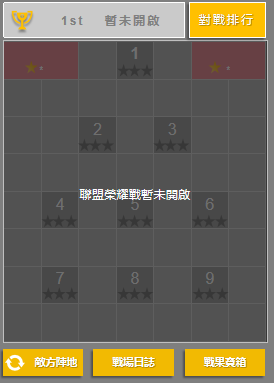 1st 暫未開啟
對戰排行
1
2 3
聯盟榮耀戰暫未開啟
4 5 6
7 8 9
敵方陣地
戰場日誌
戰果寶箱